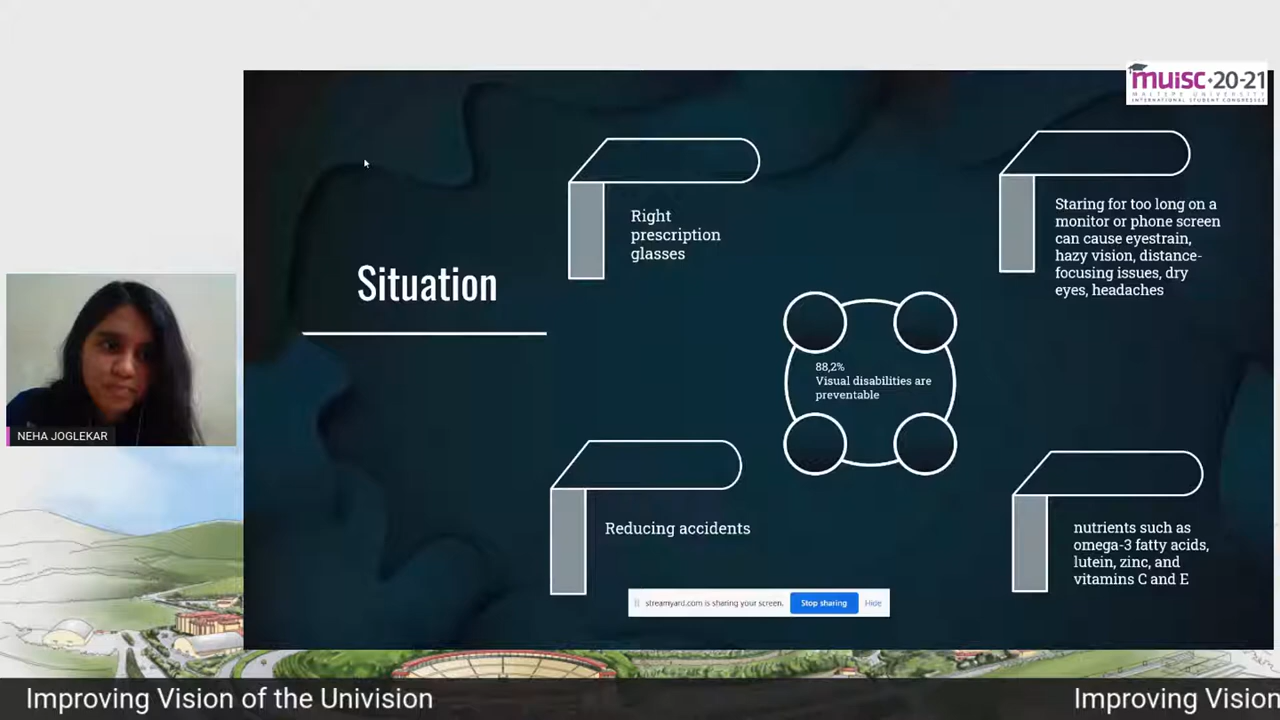 muisc 20-21
MALTEPE UNIVERSITY
INTERNATIONAL STUDENT CONGRESSES
Situation
Right
prescription
glasses
Staring for too long on a
monitor or phone screen
can cause eyestrain,
hazy vision, distance-
focusing issues, dry
eyes, headaches
88,2%
Visual disabilities are
preventable
Reducing accidents
nutrients such as
omega-3 fatty acids,
lutein, zinc, and
vitamins C and E
streamyard.com is sharing your screen. Stop sharing Hide
NEHA JOGLEKAR
Improving Vision of the Univision
Improving Vision